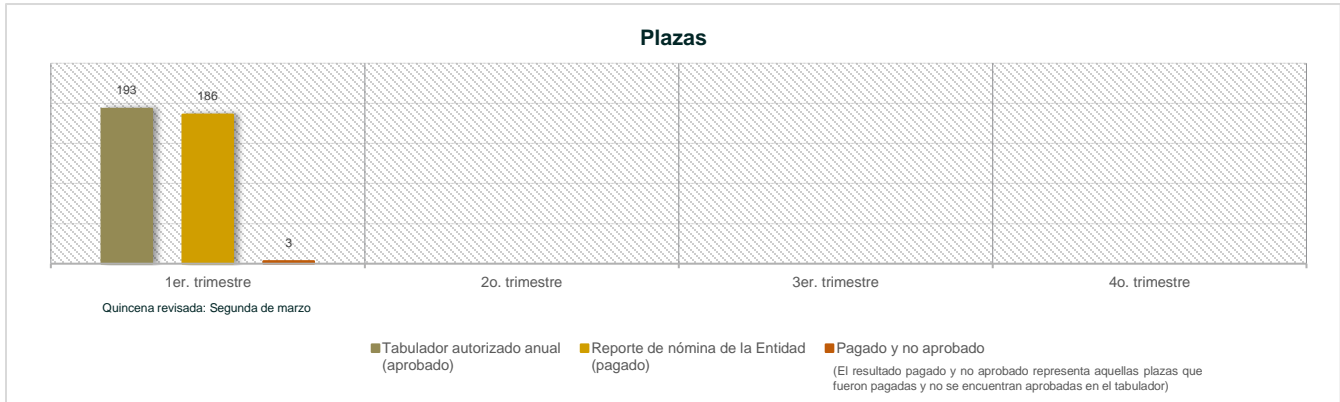 Plazas
193
186
3
1er. trimestre
2o. trimestre
3er. trimestre
4o. trimestre
Quincena revisada: Segunda de marzo
Tabulador autorizado anual
(aprobado)
Reporte de nómina de la Entidad
(pagado)
Pagado y no aprobado
(El resultado pagado y no aprobado representa aquellas plazas que
fueron pagadas y no se encuentran aprobadas en el tabulador)